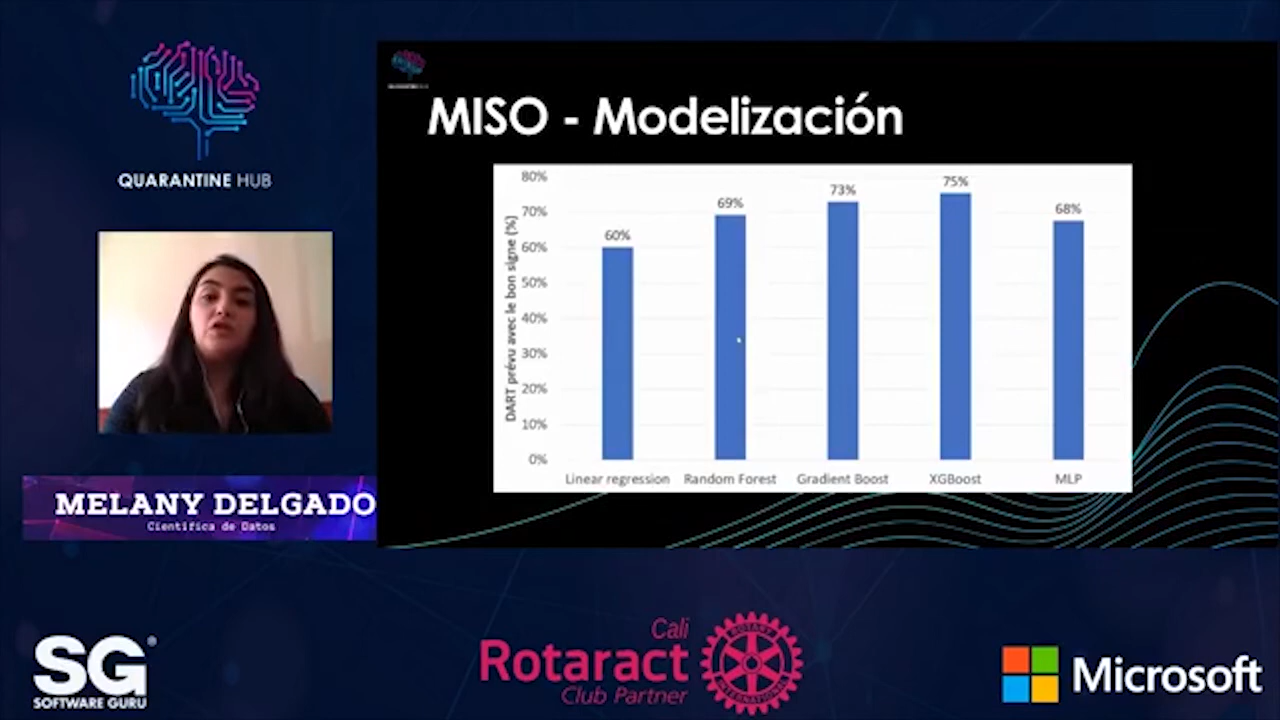 QUARANTINE HUB
MELANY DELGADO
Científica de Datos
MISO - Modelización
DART prévu avec le bon signe (%)
80%
70%
60%
50%
40%
30%
20%
10%
0%
60%
69%
73%
75%
68%
Linear regression
Random Forest
Gradient Boost
XGBoost
MLP
SG
SOFTWARE GURU
Cali
Rotaract
Club Partner
ROTARY
INTERNATIONAL
Microsoft